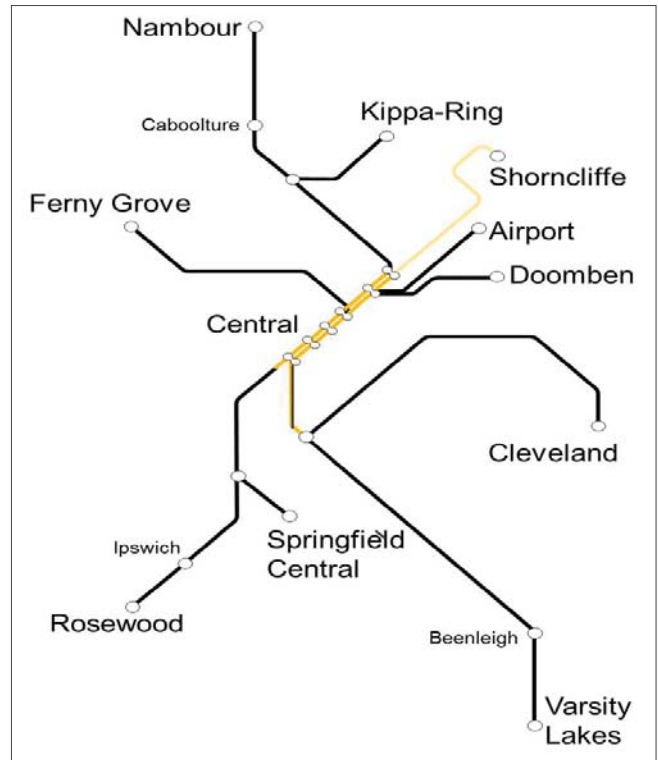 Nambour
Kippa-Ring
Caboolture
Shorncliffe
Ferny Grove
Airport
Doomben
Central
Cleveland
Springfield
Central
Ipswich
Rosewood
Beenleigh
Varsity
Lakes